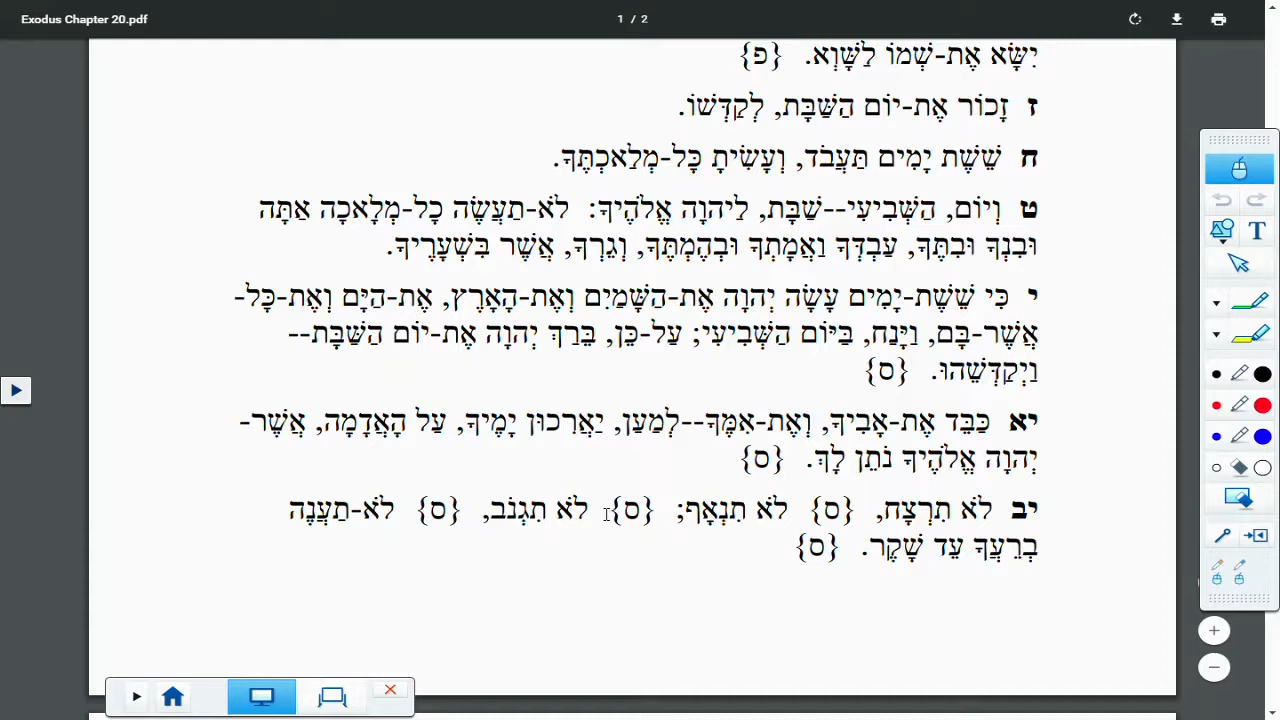 Exodus Chapter 20.pdf
1 / 2
יִשָּׂא אֶת-שְׁמוֹ לַשָּׁוְא. {פ}
ז זָכוֹר אֶת-יוֹם הַשַּׁבָּת, לְקַדְּשׁוֹ.
ח שֵׁשֶׁת יָמִים תַּעֲבֹד, וְעָשִׂיתָ כָּל-מְלַאכְתֶּךָ.
ט וְיוֹם, הַשְּׁבִיעִי--שַׁבָּת, לַיהוָה אֱלֹהֶיךָ: לֹא-תַעֲשֶׂה כָל-מְלָאכָה אַתָּה
וּבִנְךָ וּבִתֶּךָ, עַבְדְּךָ וַאֲמָתְךָ וּבְהֶמְתֶּךָ, וְגֵרְךָ, אֲשֶׁר בִּשְׁעָרֶיךָ.
י כִּי שֵׁשֶׁת-יָמִים עָשָׂה יְהוָה אֶת-הַשָּׁמַיִם וְאֶת-הָאָרֶץ, אֶת-הַיָּם וְאֶת-כָּל-
אֲשֶׁר-בָּם, וַיָּנַח, בַּיּוֹם הַשְּׁבִיעִי; עַל-כֵּן, בֵּרַךְ יְהוָה אֶת-יוֹם הַשַּׁבָּת--
וַיְקַדְּשֵׁהוּ. {ס}
יא כַּבֵּד אֶת-אָבִיךָ, וְאֶת-אִמֶּךָ--לְמַעַן, יַאֲרִכוּן יָמֶיךָ, עַל הָאֲדָמָה, אֲשֶׁר-
יְהוָה אֱלֹהֶיךָ נֹתֵן לָךְ. {ס}
יב לֹא תִרְצָח, {ס} לֹא תִנְאָף; {ס} לֹא תִגְנֹב, {ס} לֹא-תַעֲנֶה
בְרֵעֲךָ עֵד שָׁקֶר. {ס}
T